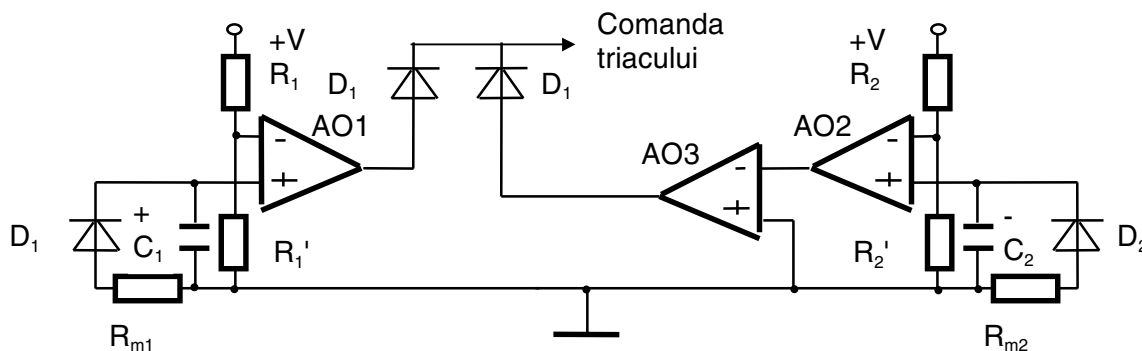 Comanda
triacului
+V
R₁
+V
R₂
D₁
D₁
AO1
-
+
AO2
-
+
AO3
-
+
D₁
+
C₁
R₁'
R₂'
-
C₂
D₂
Rₘ₁
Rₘ₂